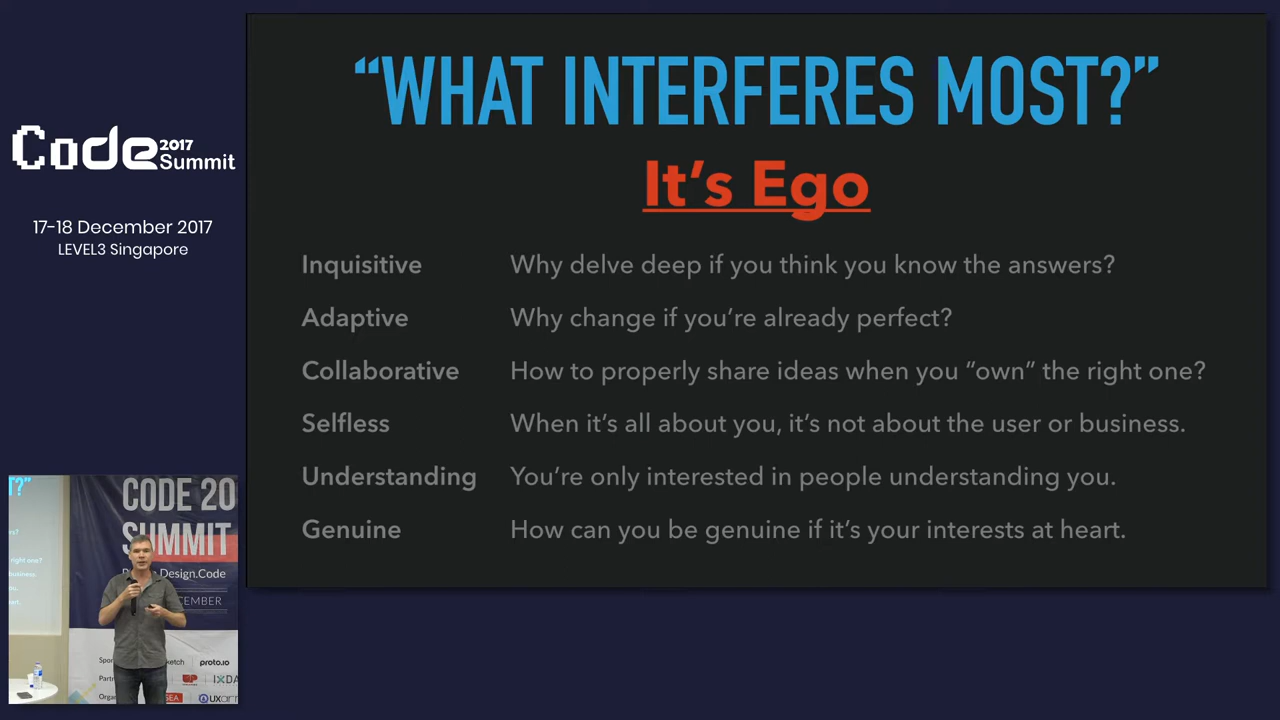 “WHAT INTERFERES MOST?”
It’s Ego
Code 2017 Summit
17-18 December 2017
LEVEL3 Singapore
Inquisitive Why delve deep if you think you know the answers?
Adaptive Why change if you’re already perfect?
Collaborative How to properly share ideas when you “own” the right one?
Selfless When it’s all about you, it’s not about the user or business.
Understanding You’re only interested in people understanding you.
Genuine How can you be genuine if it’s your interests at heart.
T?”
right one?
CODE 20
SUMMIT
Design.Code
proto.io
IXDA